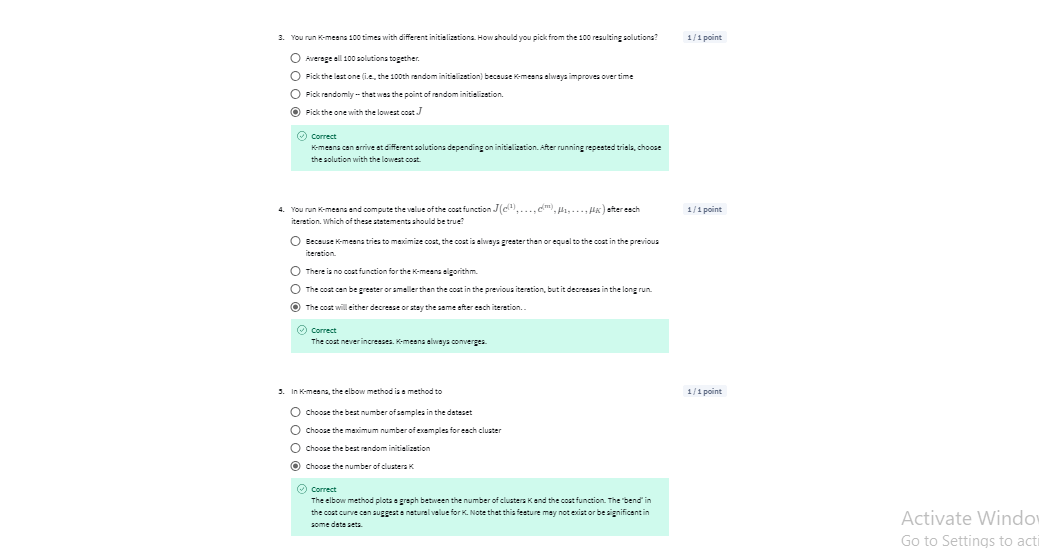 3. You run K-means 100 times with different initializations. How should you pick from the 100 resulting solutions?
1 / 1 point
Average all 100 solutions together.
Pick the last one (i.e., the 100th random initialization) because K-means always improves over time
Pick randomly -- that was the point of random initialization.
Pick the one with the lowest cost J
Correct
K-means can arrive at different solutions depending on initialization. After running repeated trials, choose
the solution with the lowest cost.
4. You run K-means and compute the value of the cost function J(c⁽¹⁾, . . . , c⁽ᵐ⁾, μ₁, . . . , μ_K) after each
1 / 1 point
iteration. Which of these statements should be true?
Because K-means tries to maximize cost, the cost is always greater than or equal to the cost in the previous
iteration.
There is no cost function for the K-means algorithm.
The cost can be greater or smaller than the cost in the previous iteration, but it decreases in the long run.
The cost will either decrease or stay the same after each iteration. .
Correct
The cost never increases. K-means always converges.
5. In K-means, the elbow method is a method to
1 / 1 point
Choose the best number of samples in the dataset
Choose the maximum number of examples for each cluster
Choose the best random initialization
Choose the number of clusters K
Correct
The elbow method plots a graph between the number of clusters K and the cost function. The 'bend' in
the cost curve can suggest a natural value for K. Note that this feature may not exist or be significant in
some data sets.
Activate Windo
Go to Settings to acti